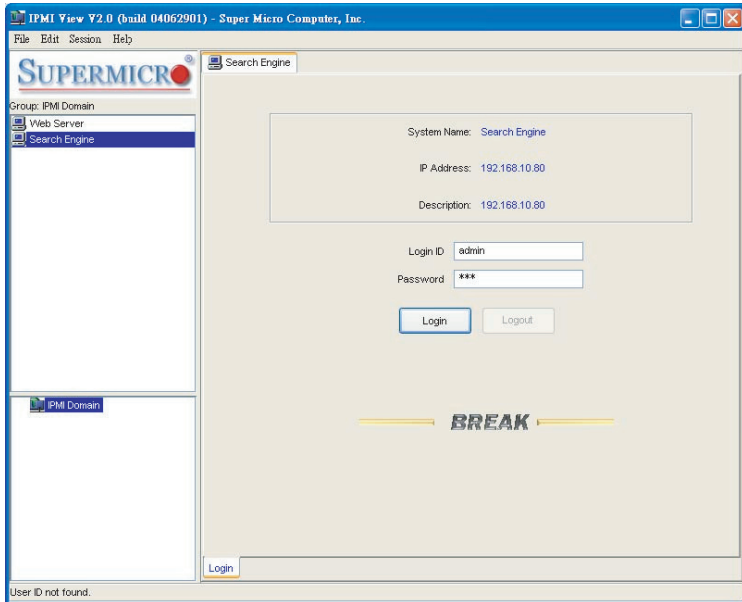 IPMI View V2.0 (build 04062901) - Super Micro Computer, Inc.
File Edit Session Help
SUPERMICRO®
Group: IPMI Domain
Web Server
Search Engine
IPMI Domain
Search Engine
System Name: Search Engine
IP Address: 192.168.10.80
Description: 192.168.10.80
Login ID admin
Password ***
Login Logout
BREAK
Login
User ID not found.